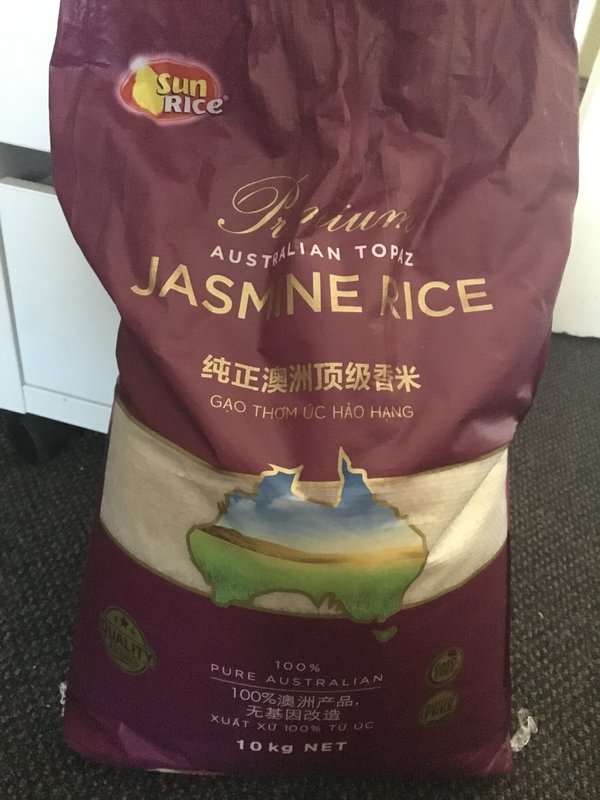 Sun
Rice
Premium
AUSTRALIAN TOPAZ
JASMINE RICE
纯正澳洲顶级香米
GẠO THƠM ÚC HẢO HẠNG
QUALITY
100%
PURE AUSTRALIAN
100%澳洲产品,
无基因改造
XUẤT XỨ 100% TỪ ÚC
FREE
10kg NET